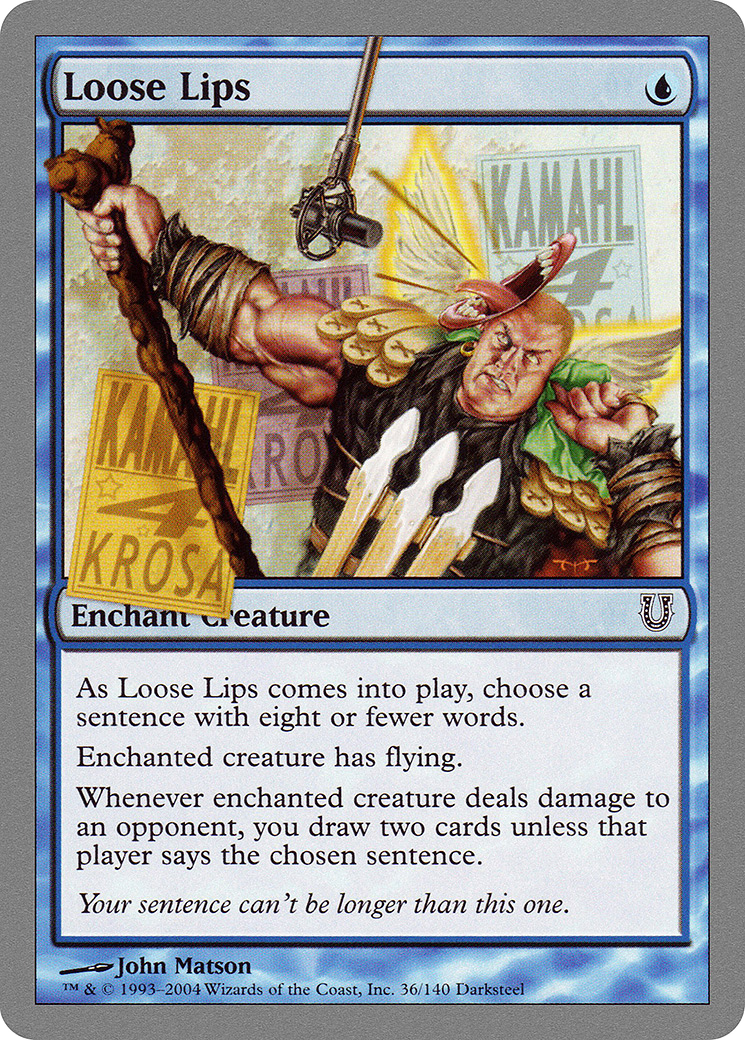 Loose Lips
KAMAHL
4
KROSA
KAMAHL
4
KROSA
KAMAHL
4
KROSA
Enchant Creature
As Loose Lips comes into play, choose a
sentence with eight or fewer words.
Enchanted creature has flying.
Whenever enchanted creature deals damage to
an opponent, you draw two cards unless that
player says the chosen sentence.
Your sentence can't be longer than this one.
John Matson
™ & © 1993–2004 Wizards of the Coast, Inc. 36/140 Darksteel